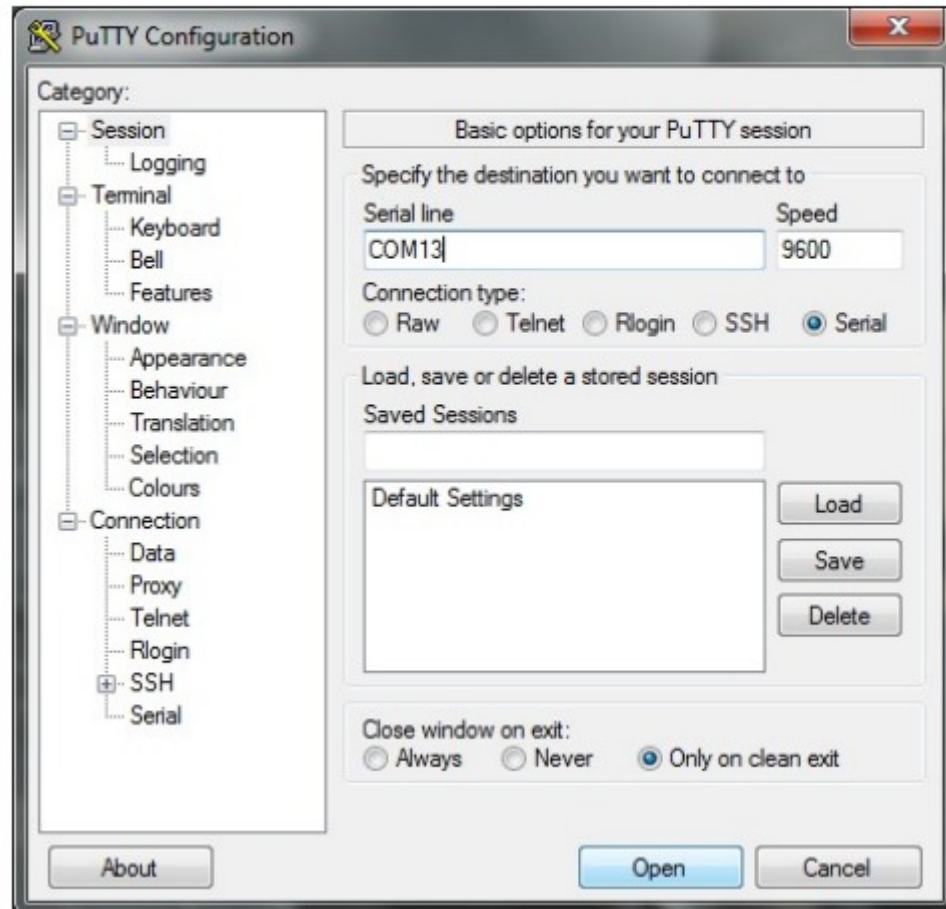 PuTTY Configuration
Category:
Session
Logging
Terminal
Keyboard
Bell
Features
Window
Appearance
Behaviour
Translation
Selection
Colours
Connection
Data
Proxy
Telnet
Rlogin
SSH
Serial
Basic options for your PuTTY session
Specify the destination you want to connect to
Serial line Speed
COM13 9600
Connection type:
Raw Telnet Rlogin SSH Serial
Load, save or delete a stored session
Saved Sessions
Default Settings
Load
Save
Delete
Close window on exit:
Always Never Only on clean exit
About Open Cancel